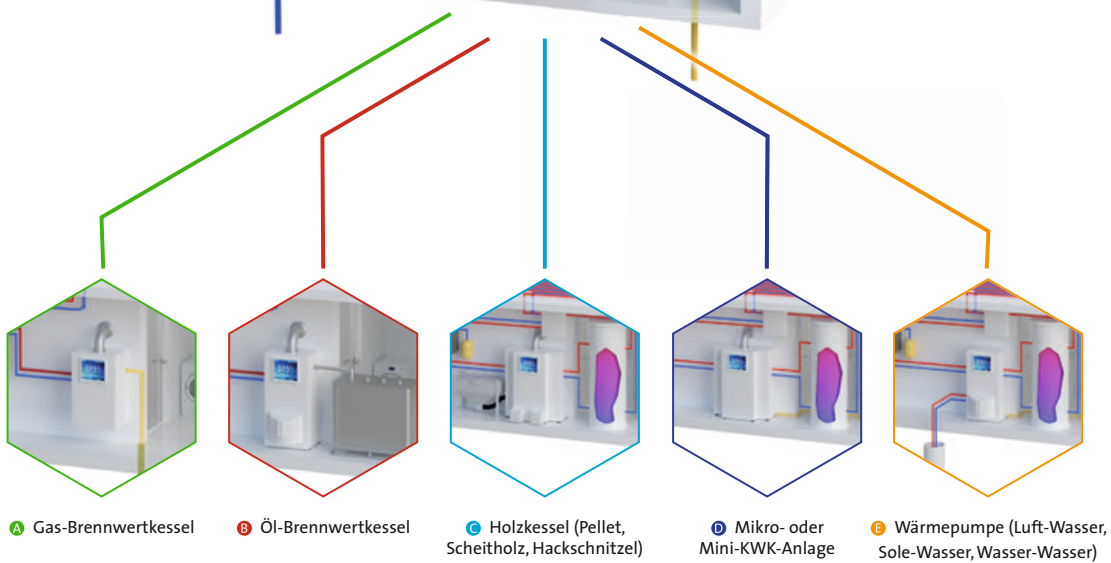 A Gas-Brennwertkessel
B Öl-Brennwertkessel
C Holzkessel (Pellet,
Scheitholz, Hackschnitzel)
D Mikro- oder
Mini-KWK-Anlage
E Wärmepumpe (Luft-Wasser,
Sole-Wasser, Wasser-Wasser)